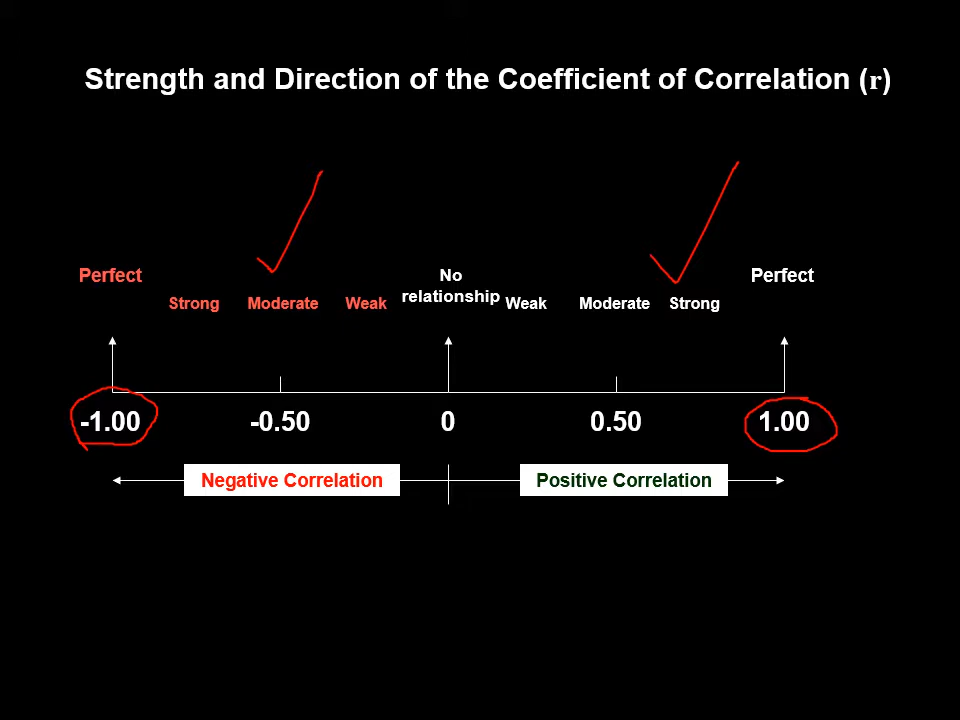 Strength and Direction of the Coefficient of Correlation (r)
Perfect
Strong
Moderate
Weak
No
relationship
Weak
Moderate
Strong
Perfect
-1.00
-0.50
0
0.50
1.00
Negative Correlation
Positive Correlation